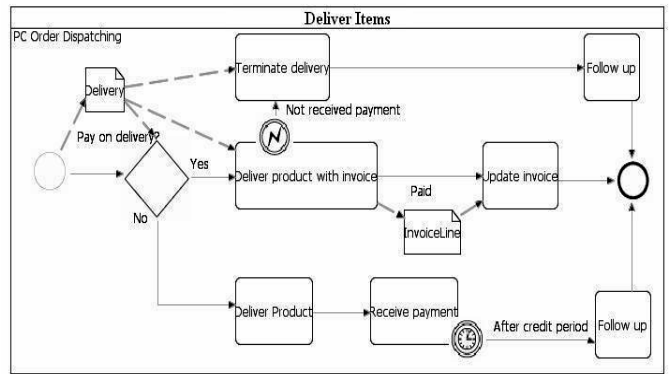 Deliver Items
PC Order Dispatching
Terminate delivery
Follow up
Delivery
Not received payment
Pay on delivery?
Yes
Deliver product with invoice
Update invoice
Paid
No
InvoiceLine
Deliver Product
Receive payment
After credit period
Follow up